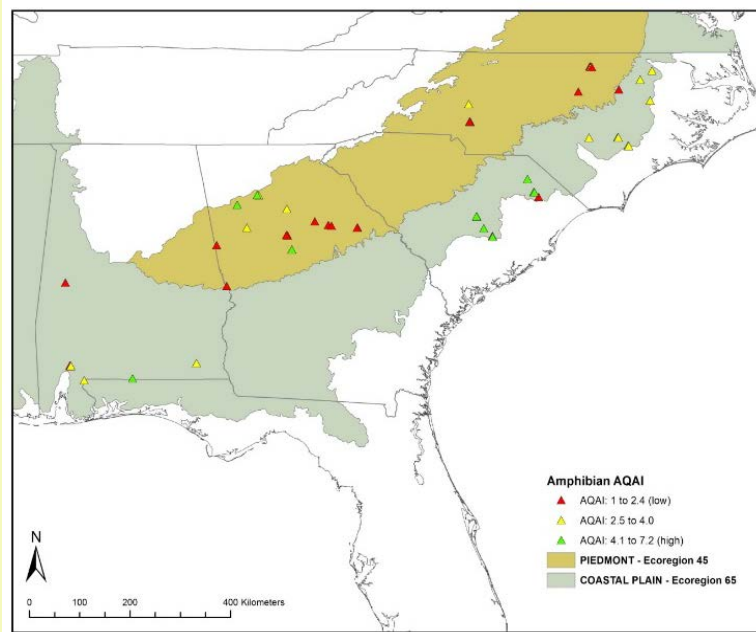 Amphibian AQAI
AQAI: 1 to 2.4 (low)
AQAI: 2.5 to 4.0
AQAI: 4.1 to 7.2 (high)
PIEDMONT - Ecoregion 45
COASTAL PLAIN - Ecoregion 65
N
0 100 200 400 Kilometers